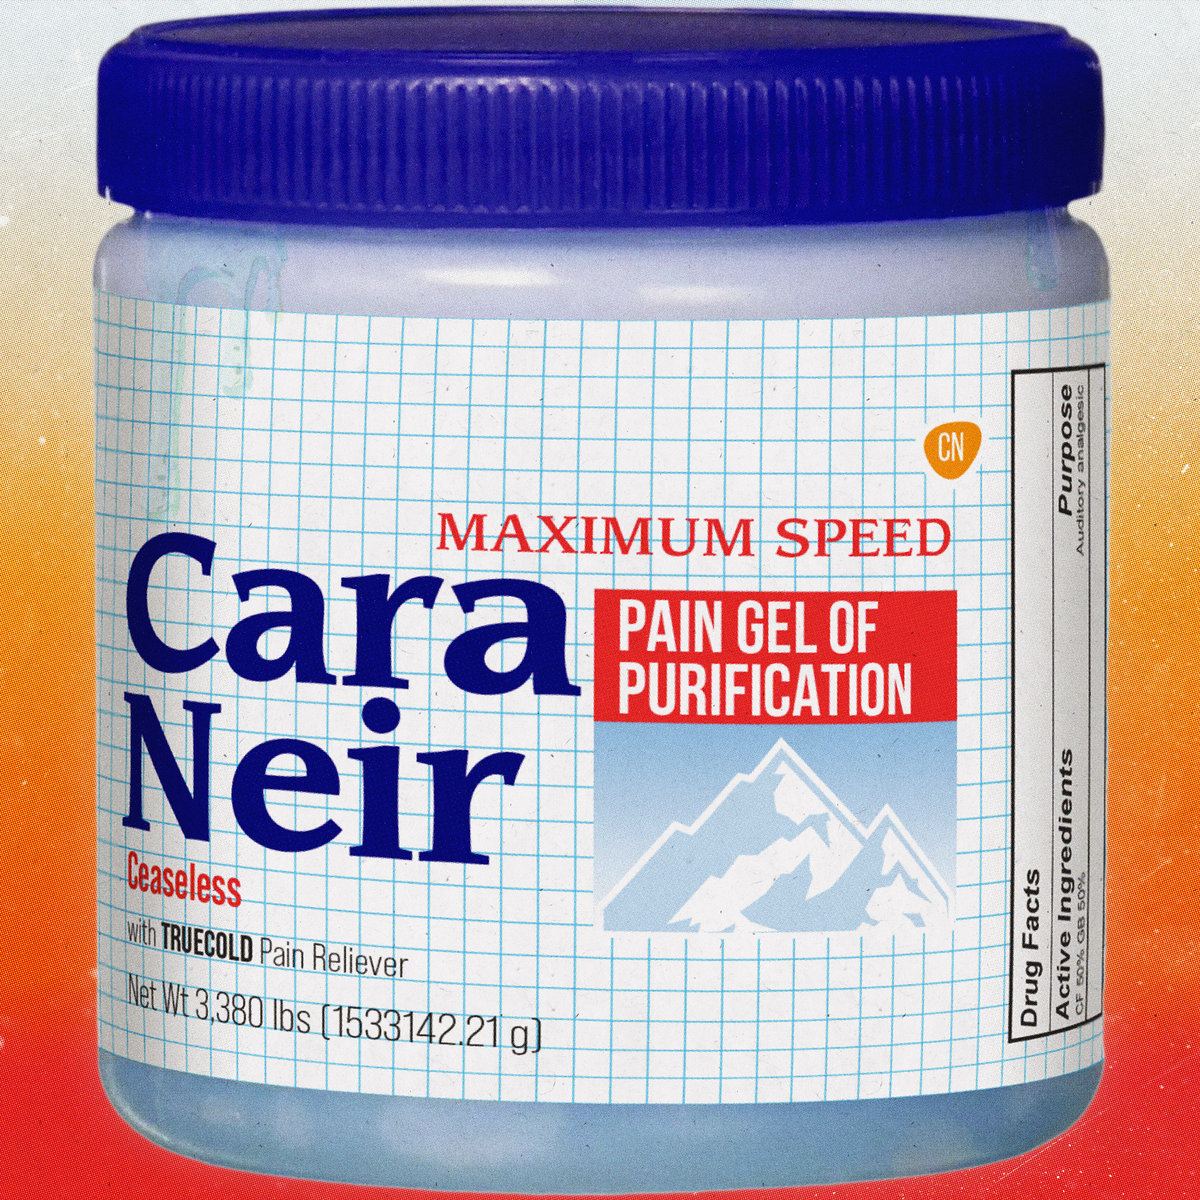 CN
MAXIMUM SPEED
Cara
Neir
PAIN GEL OF
PURIFICATION
Ceaseless
with TRUECOLD Pain Reliever
Net Wt 3,380 lbs (1533142.21 g)
Drug Facts
Active Ingredients
Purpose
CF 50% GB 50%
Auditory analgesic